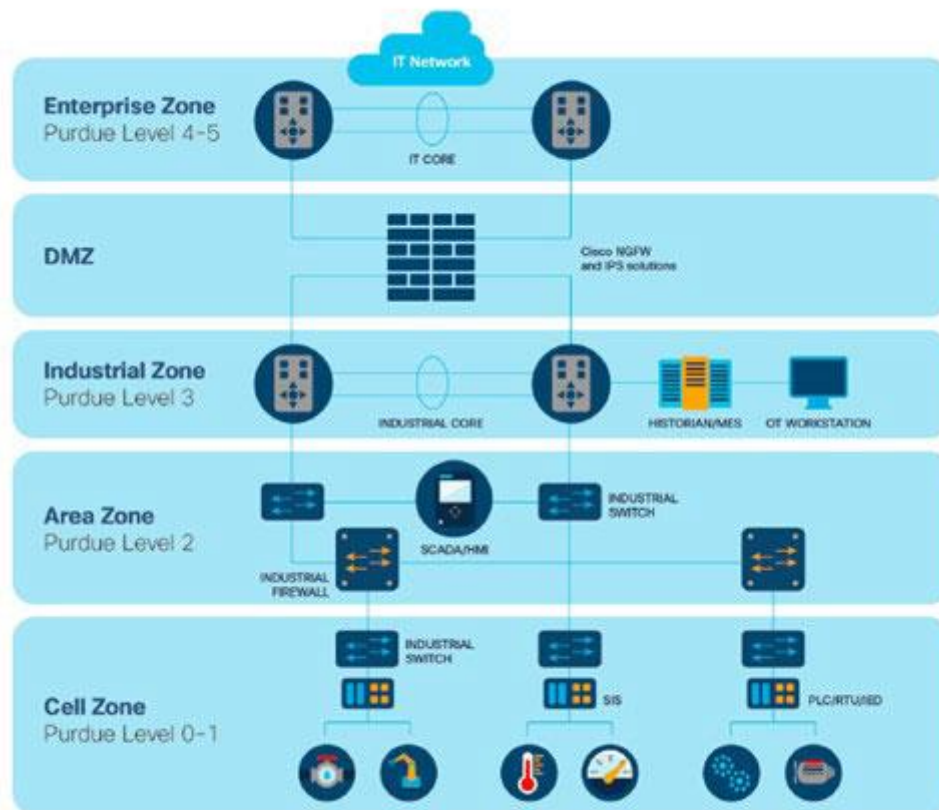 IT Network
Enterprise Zone
Purdue Level 4-5
IT CORE
DMZ
Cisco NGFW
and IPS solutions
Industrial Zone
Purdue Level 3
INDUSTRIAL CORE
HISTORIAN/MES
OT WORKSTATION
Area Zone
Purdue Level 2
SCADA/HMI
INDUSTRIAL
SWITCH
INDUSTRIAL
FIREWALL
INDUSTRIAL
SWITCH
Cell Zone
Purdue Level 0-1
SIS
PLC/RTU/IED